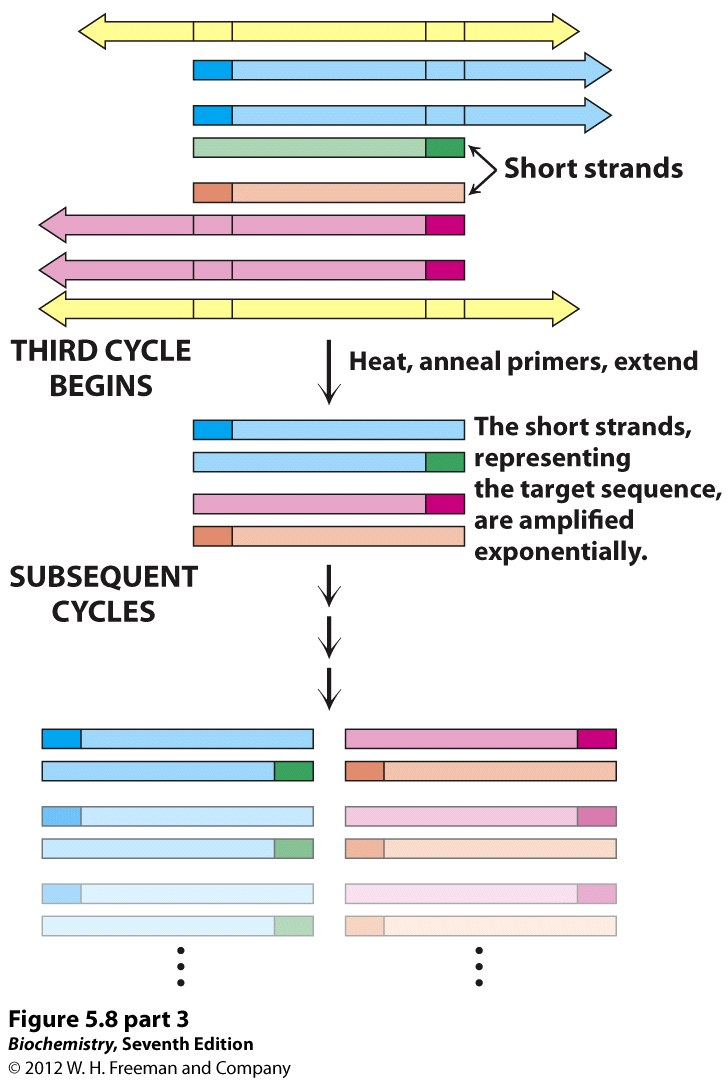 Short strands
THIRD CYCLE
BEGINS
Heat, anneal primers, extend
The short strands,
representing
the target sequence,
are amplified
exponentially.
SUBSEQUENT
CYCLES
Figure 5.8 part 3
Biochemistry, Seventh Edition
© 2012 W. H. Freeman and Company